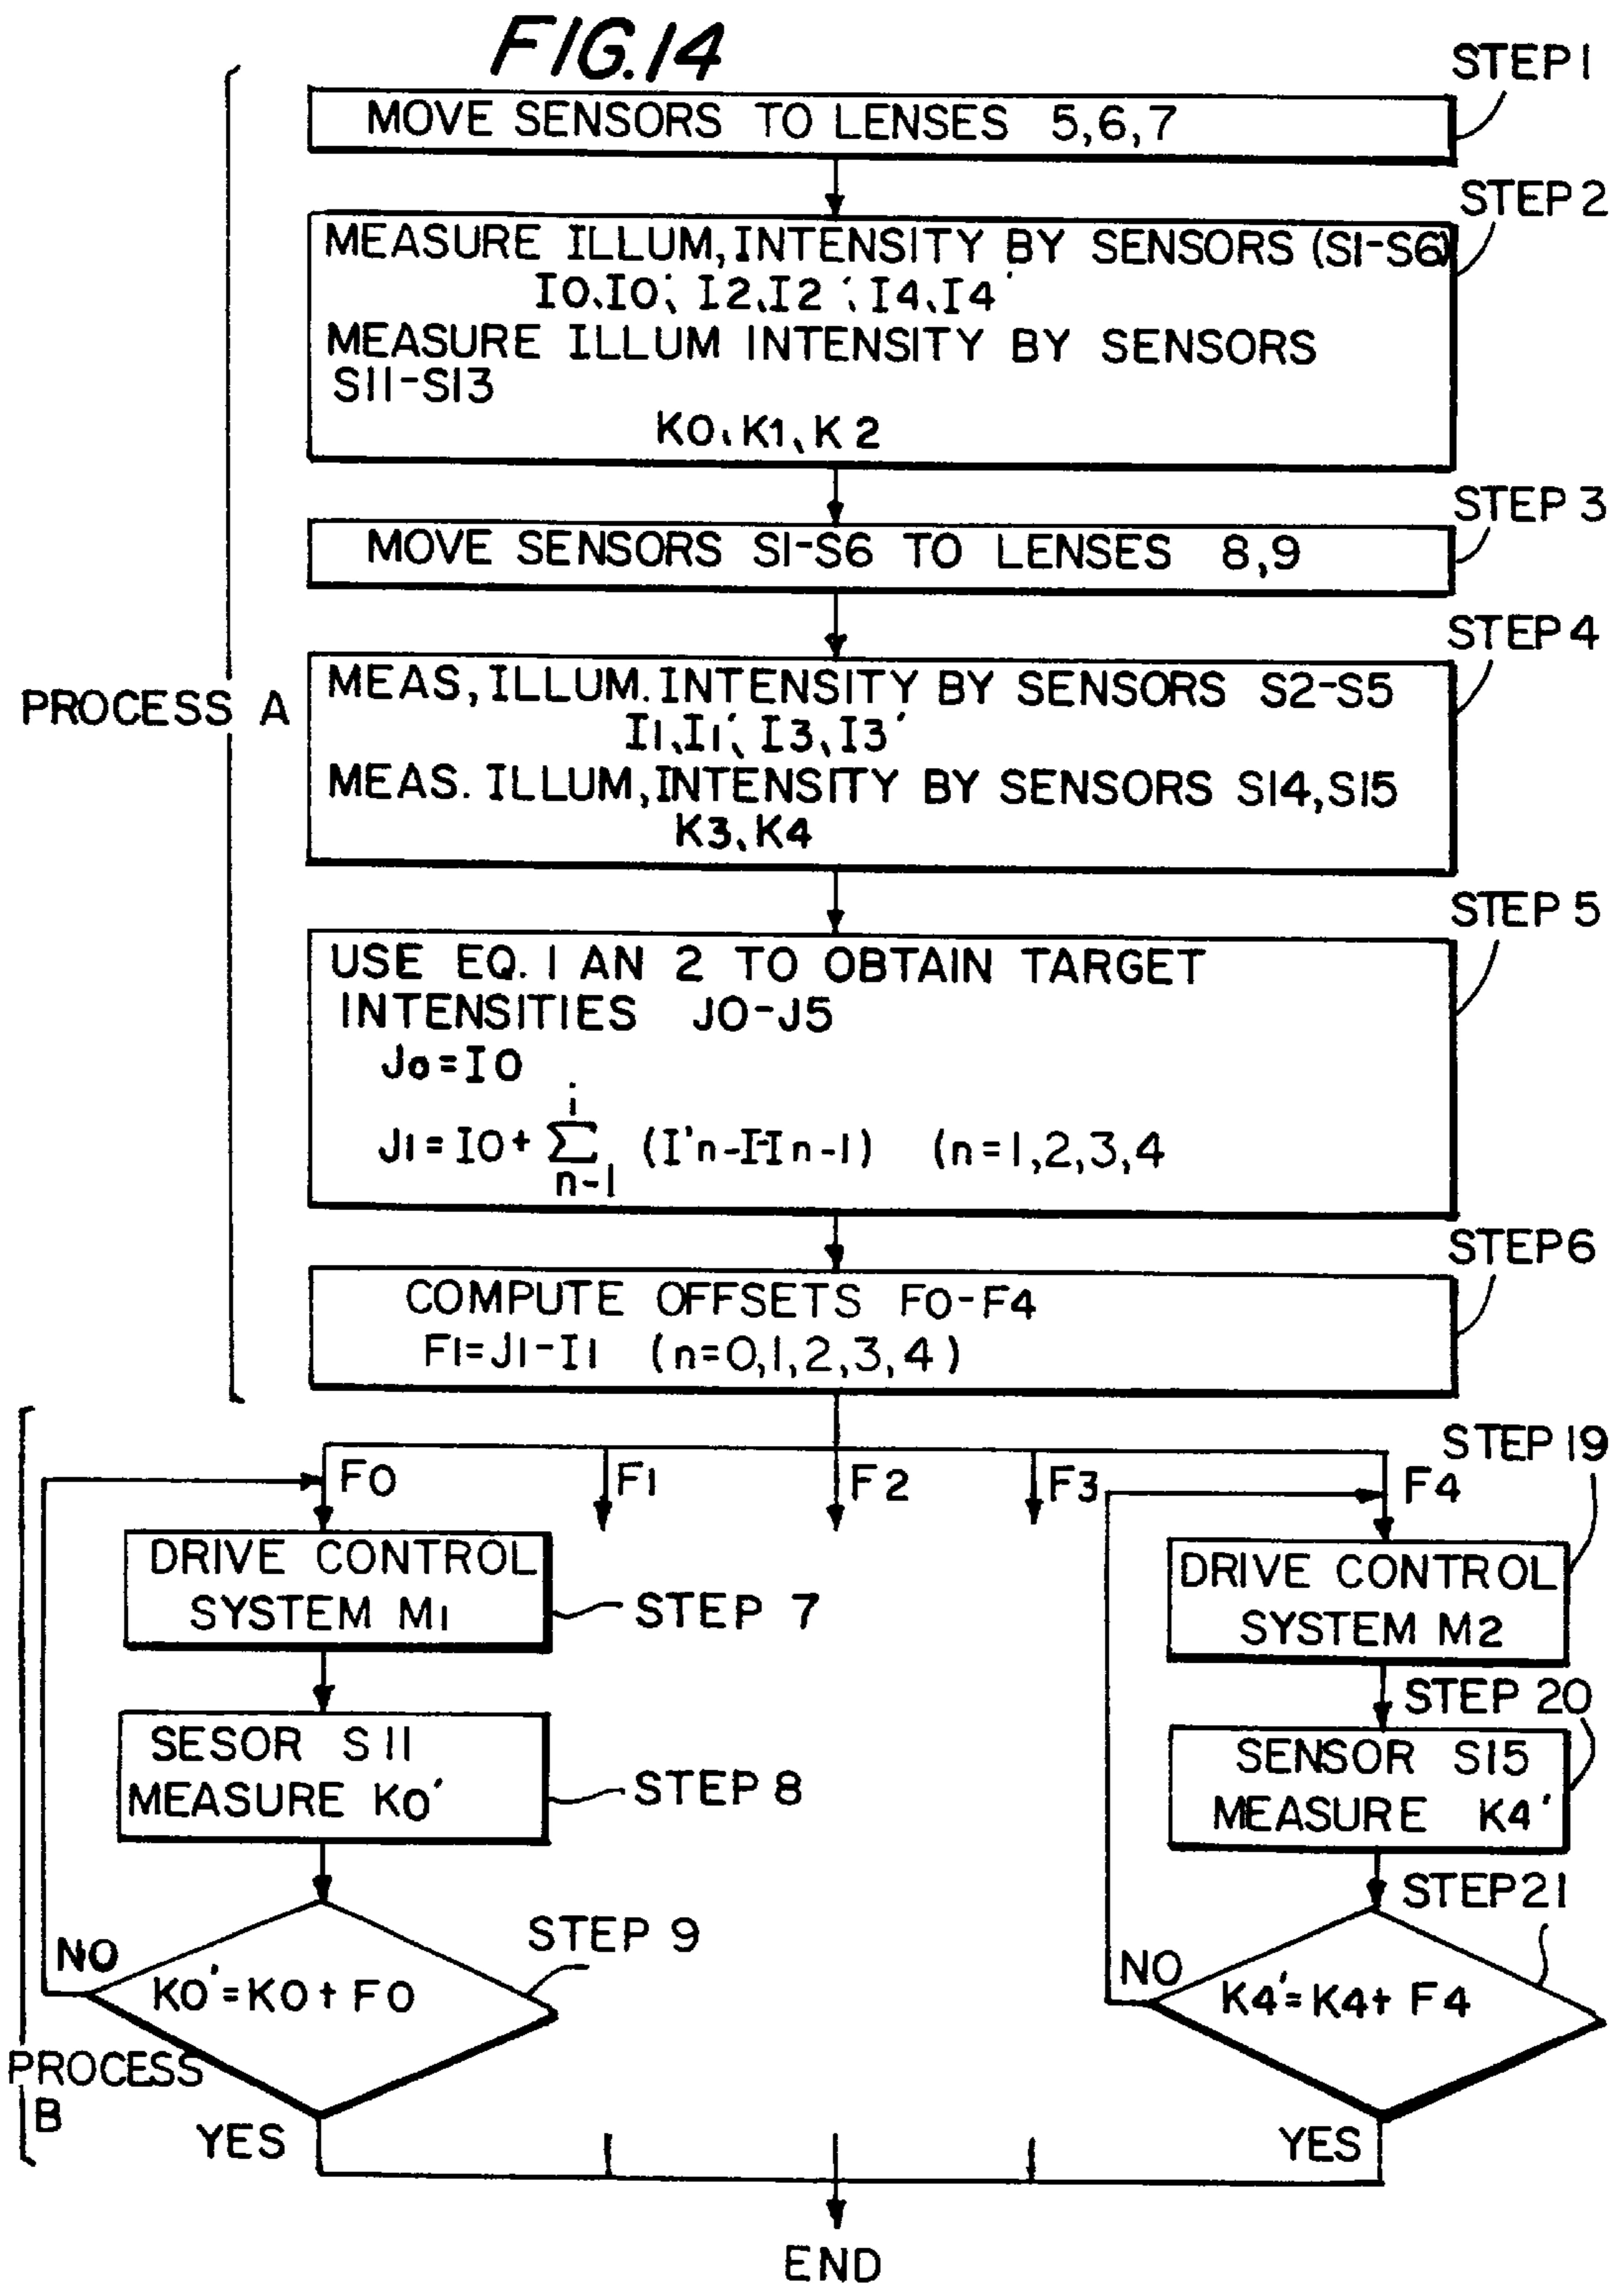 FIG.14
STEP 1
MOVE SENSORS TO LENSES 5,6,7
STEP 2
MEASURE ILLUM, INTENSITY BY SENSORS (S1-S6)
I0、I0'、I2、I2'、I4、I4'
MEASURE ILLUM INTENSITY BY SENSORS
S11-S13
K0、K1、K2
STEP 3
MOVE SENSORS S1-S6 TO LENSES 8,9
STEP 4
PROCESS A
MEAS, ILLUM. INTENSITY BY SENSORS S2-S5
I1、I1'、I3、I3'
MEAS. ILLUM, INTENSITY BY SENSORS S14, S15
K3、K4
STEP 5
USE EQ. 1 AN 2 TO OBTAIN TARGET
INTENSITIES J0-J5
J0=I0
i
J1=I0+ Σ (I'n-I-In-1) (n=1,2,3,4
n-1
STEP 6
COMPUTE OFFSETS F0-F4
F1=J1-I1 (n=0,1,2,3,4)
STEP 19
F0 F1 F2 F3 F4
DRIVE CONTROL
SYSTEM M1
STEP 7
DRIVE CONTROL
SYSTEM M2
STEP 20
SESOR S11
MEASURE K0'
STEP 8
SENSOR S15
MEASURE K4'
STEP 21
STEP 9
NO
K0'=K0+F0
NO
K4'=K4+F4
PROCESS
B
YES
YES
END